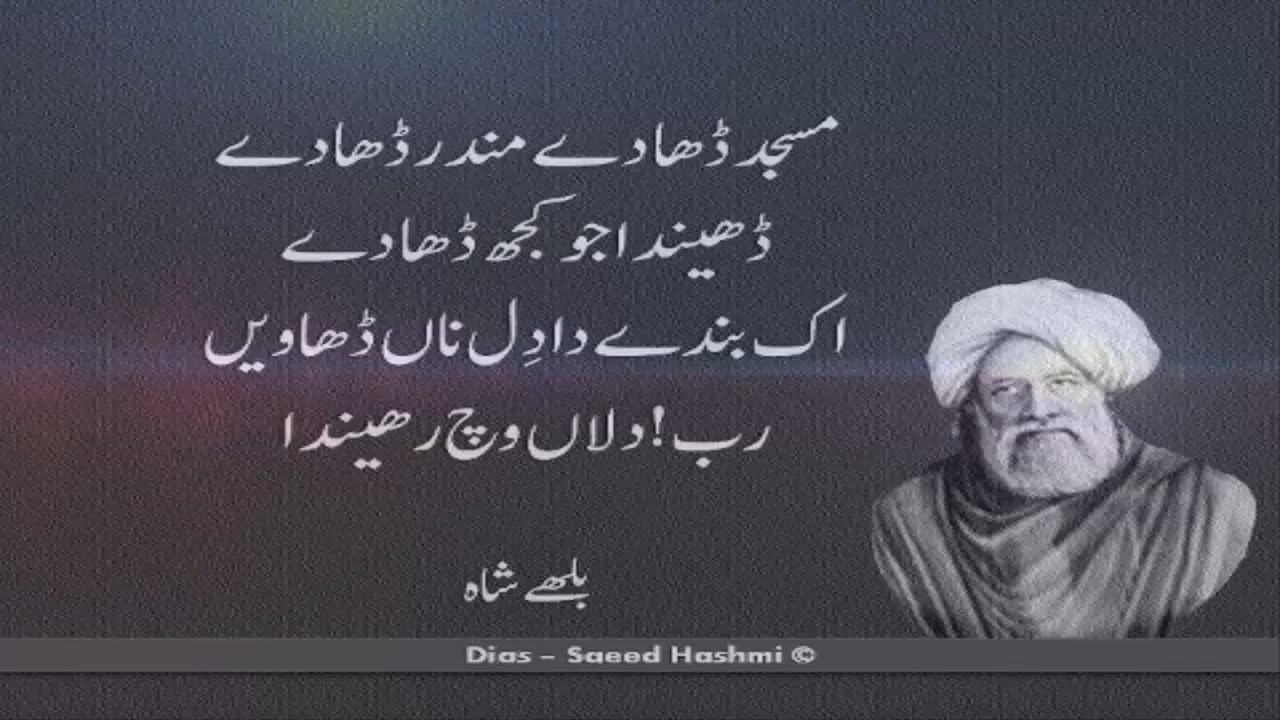 مسجد ڈھادے مندر ڈھادے
ڈھیندا جو کجھ ڈھادے
اک بندے دا دِل ناں ڈھاویں
رب! دلاں وچ رھیندا
بلھے شاہ
Dias – Saeed Hashmi ©